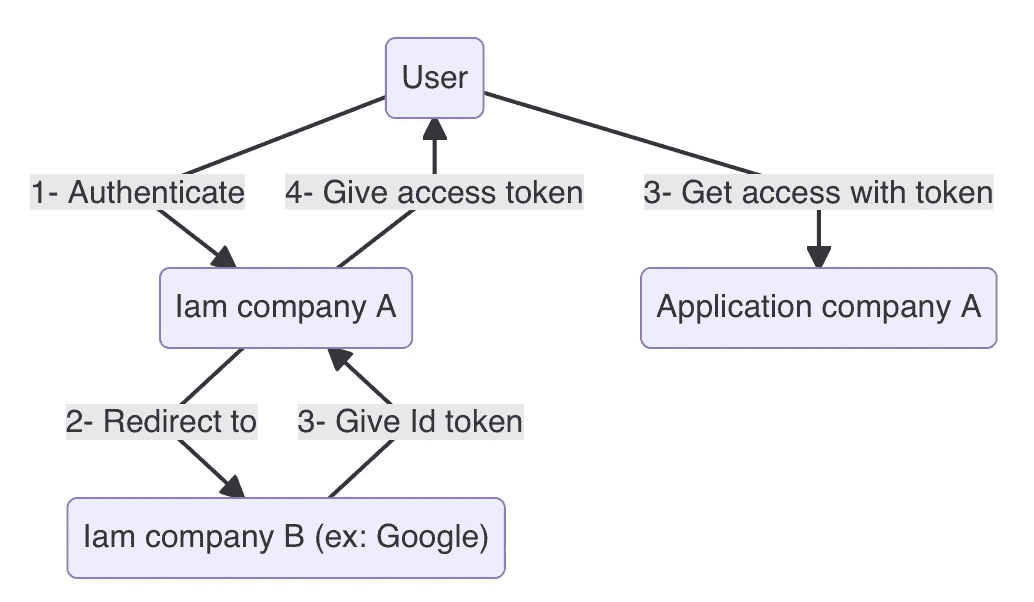 User
1- Authenticate
4- Give access token
3- Get access with token
Iam company A
Application company A
2- Redirect to
3- Give Id token
Iam company B (ex: Google)